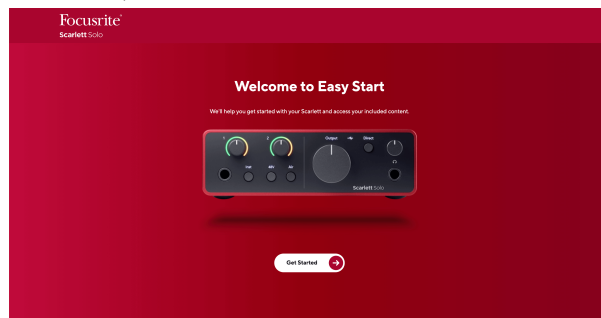 Focusrite®
Scarlett Solo
Welcome to Easy Start
We'll help you get started with your Scarlett and access your included content.
1 2 Output Direct
Inst 48V Air
Scarlett Solo
Get Started